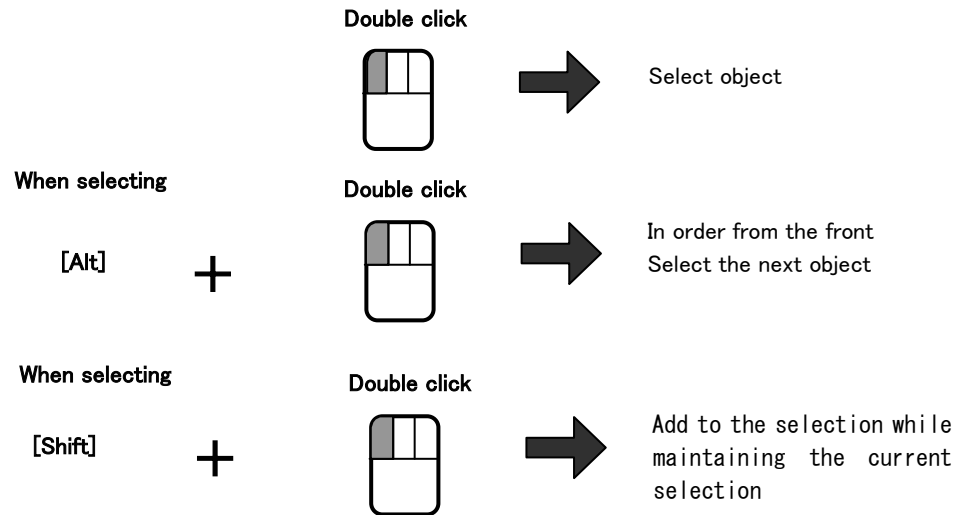 Double click
Select object
When selecting
Double click
[Alt]
+
In order from the front
Select the next object
When selecting
Double click
[Shift]
+
Add to the selection while
maintaining the current
selection